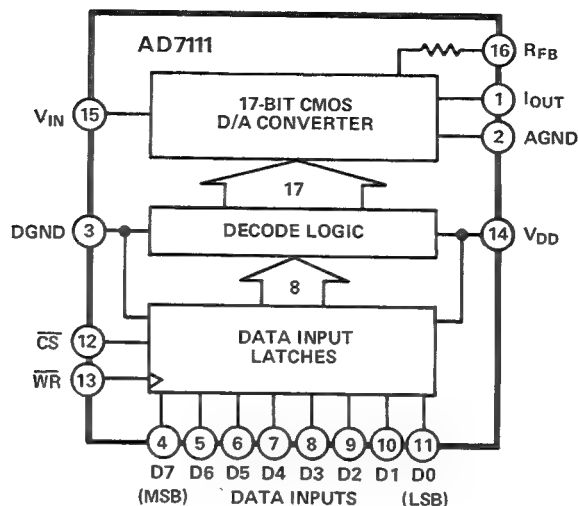 AD7111
16 RFB
17-BIT CMOS
D/A CONVERTER
1 IOUT
VIN 15
2 AGND
17
DGND 3
DECODE LOGIC
14 VDD
8
DATA INPUT
LATCHES
CS 12
WR 13
4 5 6 7 8 9 10 11
D7 D6 D5 D4 D3 D2 D1 D0
(MSB) DATA INPUTS (LSB)